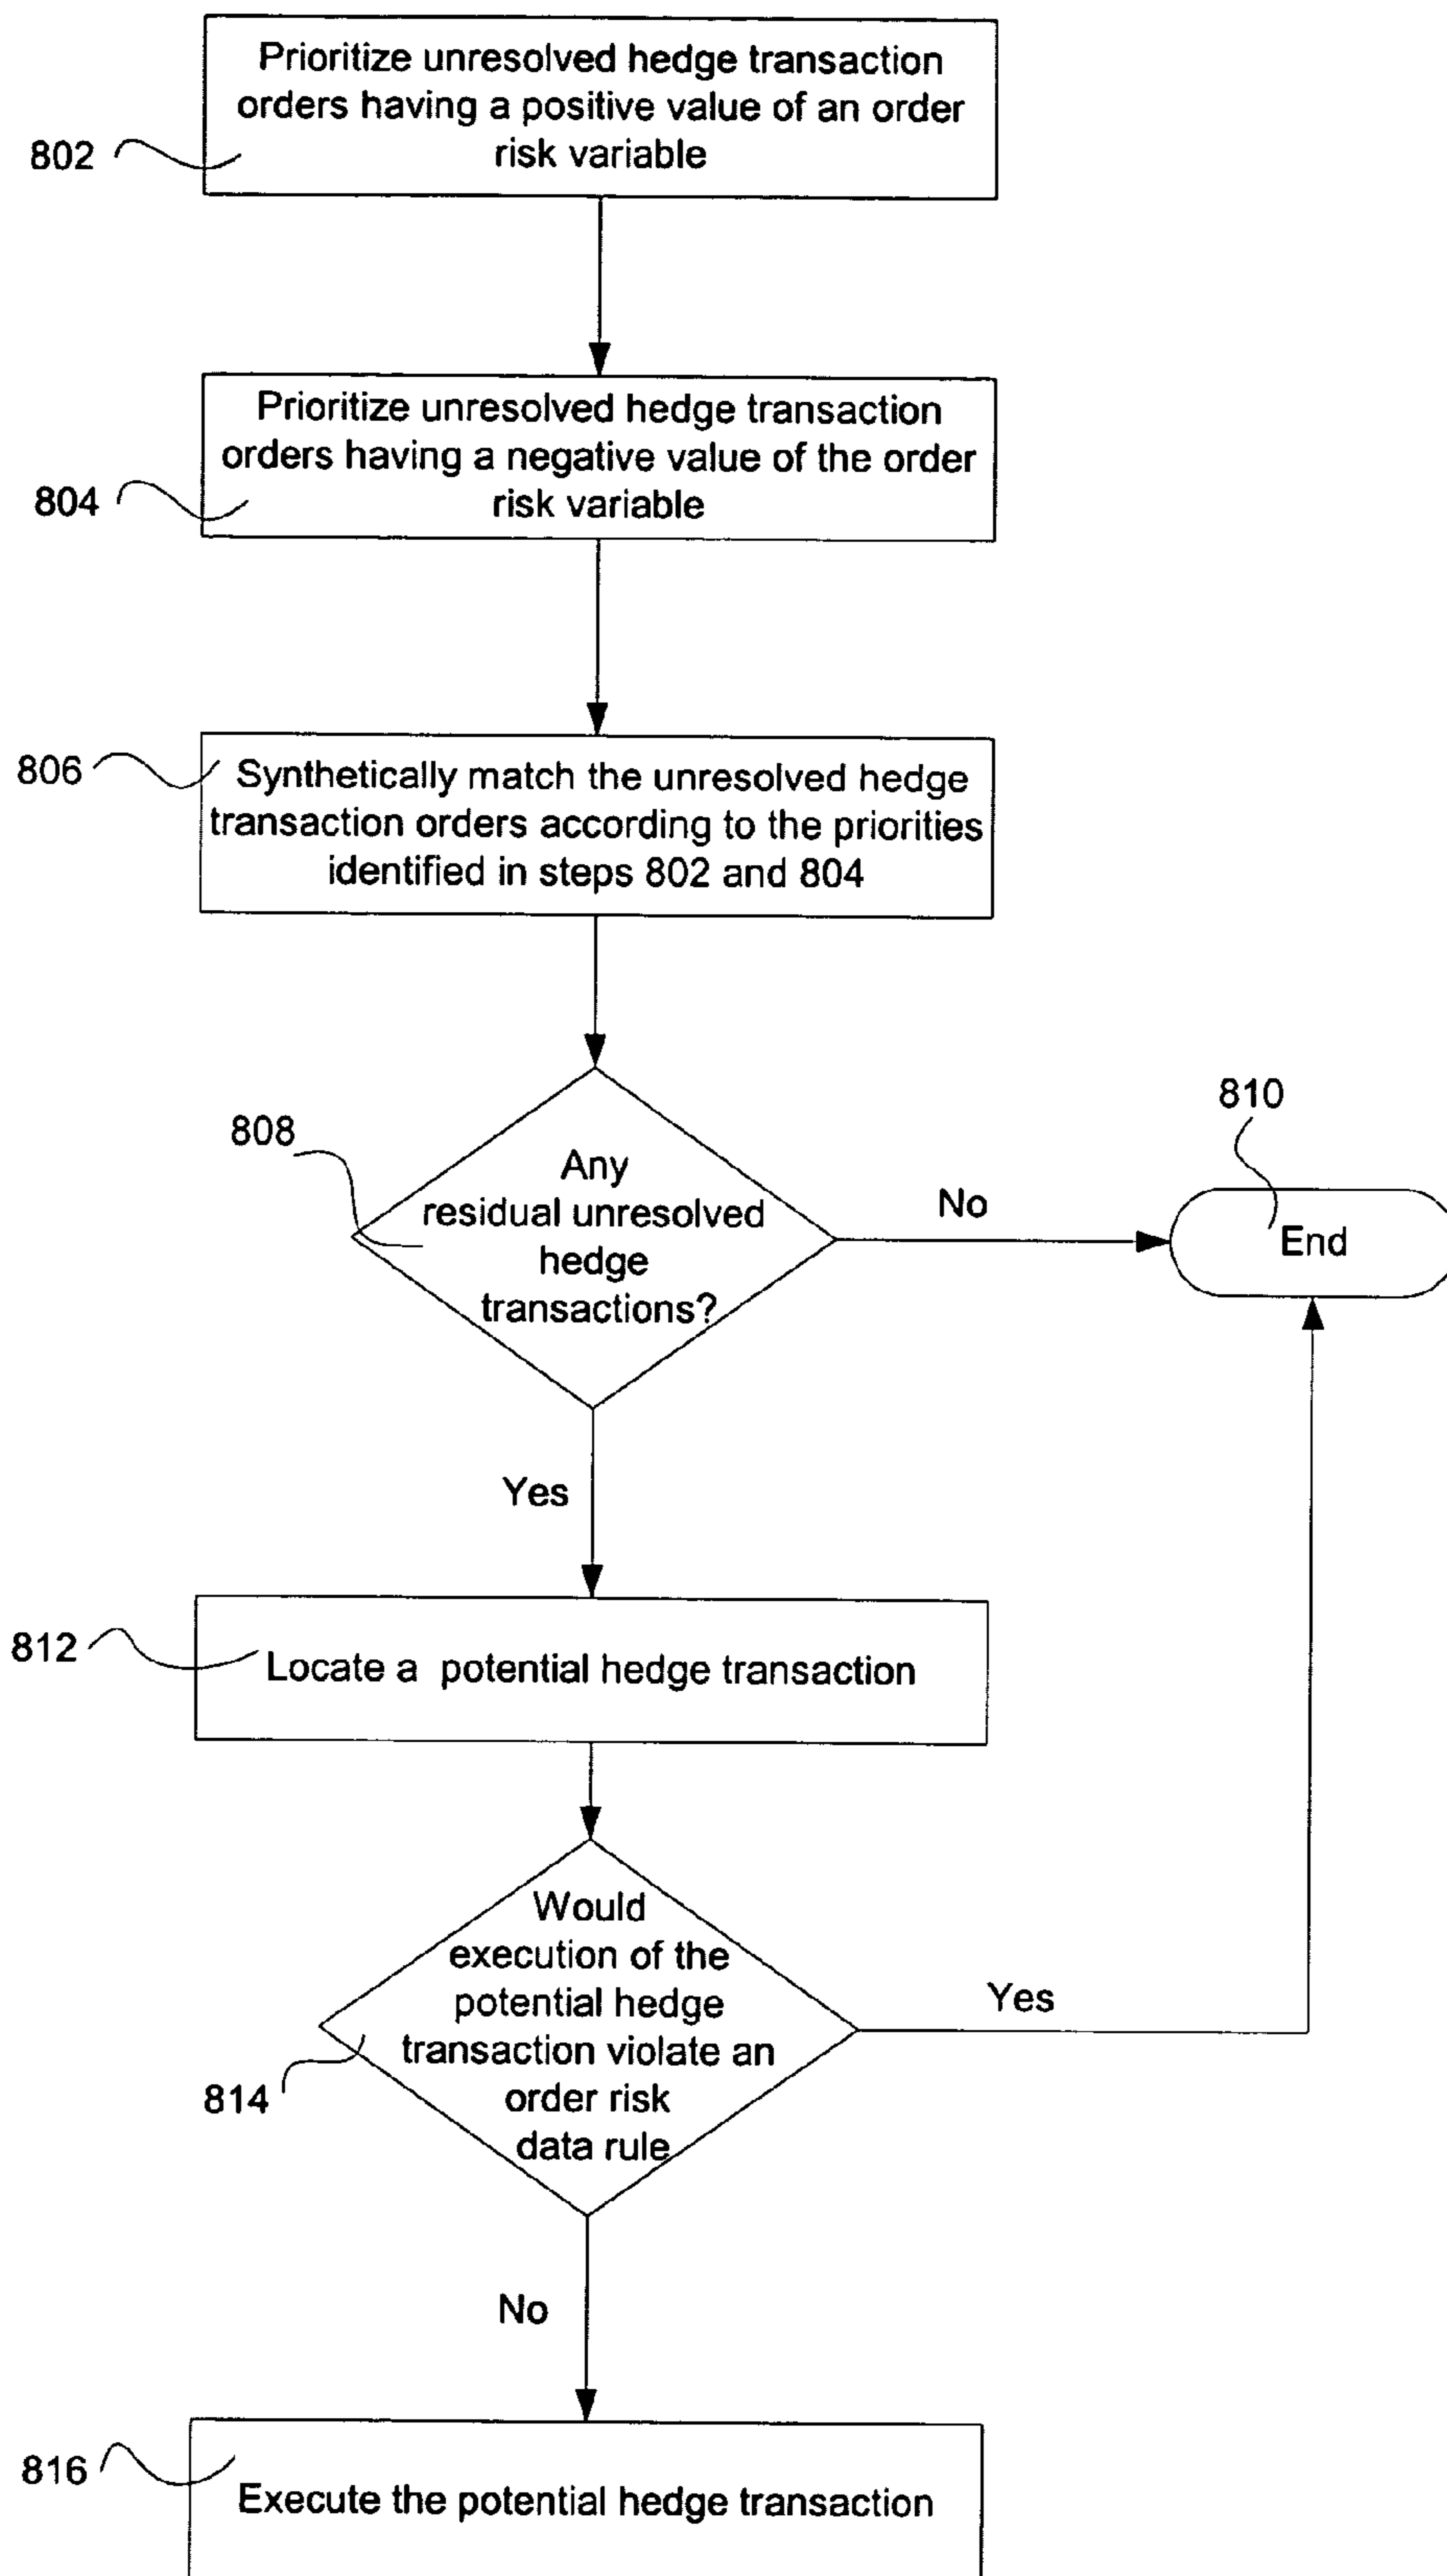 Prioritize unresolved hedge transaction
orders having a positive value of an order
risk variable
802
Prioritize unresolved hedge transaction
orders having a negative value of the order
risk variable
804
806
Synthetically match the unresolved hedge
transaction orders according to the priorities
identified in steps 802 and 804
808
Any
residual unresolved
hedge
transactions?
No
810
End
Yes
812
Locate a potential hedge transaction
Would
execution of the
potential hedge
transaction violate an
order risk
data rule
814
Yes
No
816
Execute the potential hedge transaction